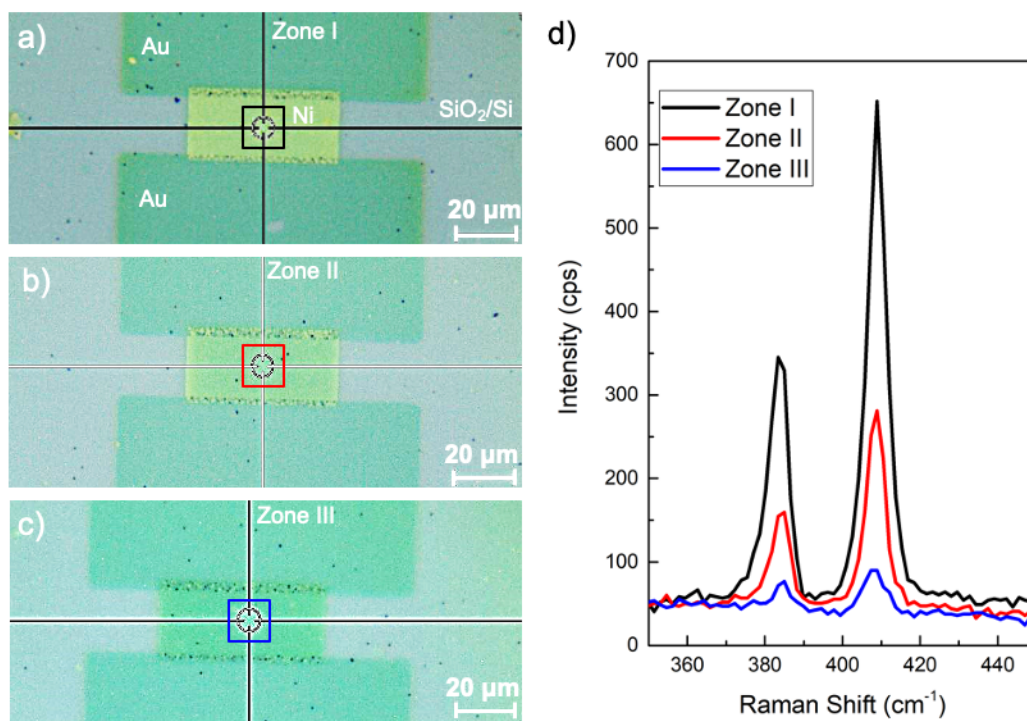 a)
Zone I
Au
Ni
SiO₂/Si
Au
20 µm
b)
Zone II
20 µm
c)
Zone III
20 µm
d)
700
600
500
400
300
200
100
0
Intensity (cps)
Zone I
Zone II
Zone III
360 380 400 420 440
Raman Shift (cm⁻¹)